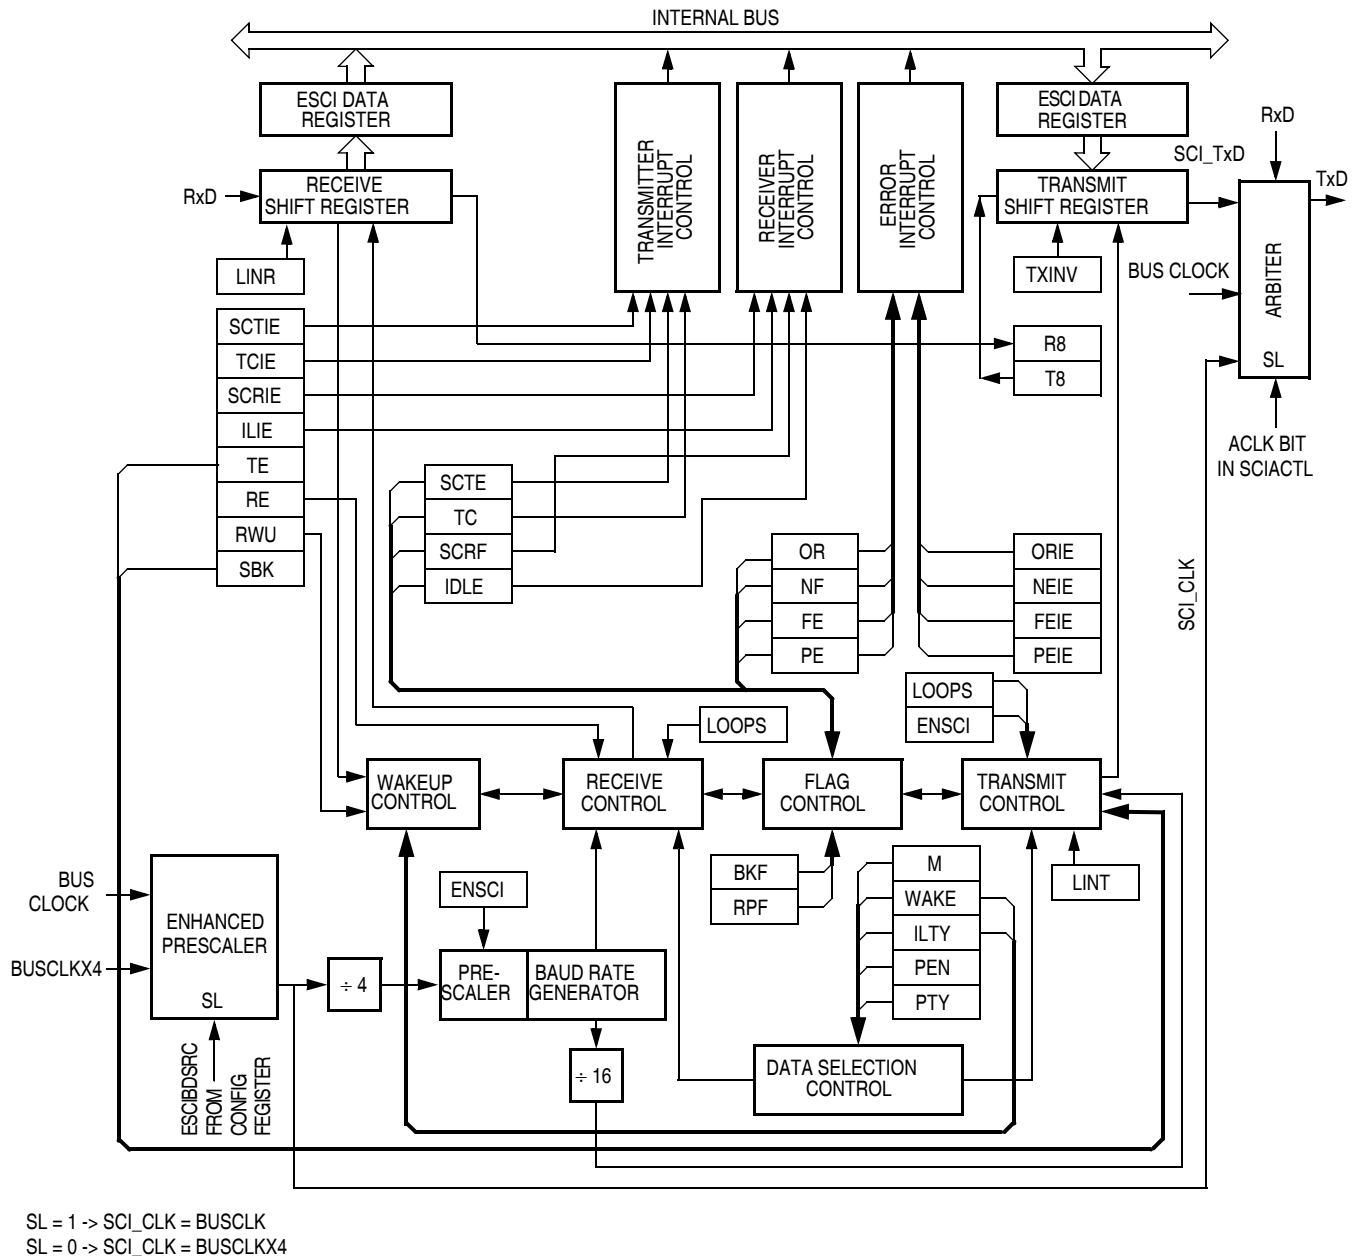 INTERNAL BUS
ESCI DATA
REGISTER
TRANSMITTER
INTERRUPT
CONTROL
RECEIVER
INTERRUPT
CONTROL
ERROR
INTERRUPT
CONTROL
ESCI DATA
REGISTER
RxD
SCI_TxD
RxD
RECEIVE
SHIFT REGISTER
TRANSMIT
SHIFT REGISTER
TxD
LINR
TXINV
BUS CLOCK
ARBITER
SL
SCTIE
TCIE
SCRIE
ILIE
TE
RE
RWU
SBK
R8
T8
ACLK BIT
IN SCIACTL
SCTE
TC
SCRF
IDLE
OR
NF
FE
PE
ORIE
NEIE
FEIE
PEIE
SCI_CLK
LOOPS
LOOPS
ENSCI
WAKEUP
CONTROL
RECEIVE
CONTROL
FLAG
CONTROL
TRANSMIT
CONTROL
BUS
CLOCK
BUSCLKX4
ENHANCED
PRESCALER
SL
ENSCI
BKF
RPF
M
WAKE
ILTY
PEN
PTY
LINT
÷ 4
PRE-
SCALER
BAUD RATE
GENERATOR
÷ 16
DATA SELECTION
CONTROL
ESCIBDSRC
FROM
CONFIG
FEGISTER
SL = 1 -> SCI_CLK = BUSCLK
SL = 0 -> SCI_CLK = BUSCLKX4